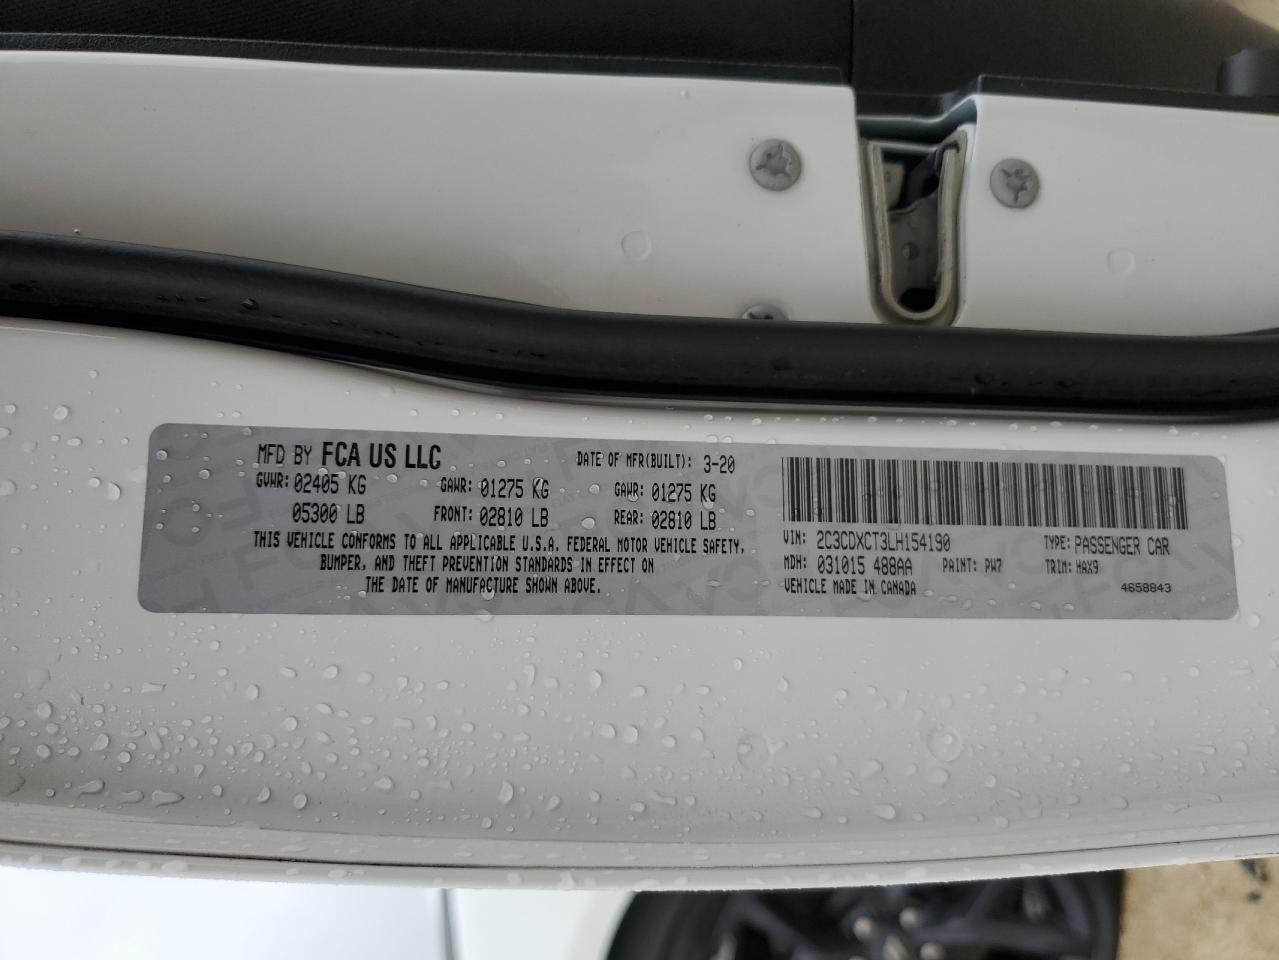 MFD BY FCA US LLC DATE OF MFR(BUILT): 3-20
GVWR: 02405 KG GAWR: 01275 KG GAWR: 01275 KG
05300 LB FRONT: 02810 LB REAR: 02810 LB
THIS VEHICLE CONFORMS TO ALL APPLICABLE U.S.A. FEDERAL MOTOR VEHICLE SAFETY,
BUMPER, AND THEFT PREVENTION STANDARDS IN EFFECT ON
THE DATE OF MANUFACTURE SHOWN ABOVE.
VIN: 2C3CDXCT3LH154190 TYPE: PASSENGER CAR
MDH: 031015 488AA PAINT: PW7 TRIM: HAX9
VEHICLE MADE IN CANADA 4658843